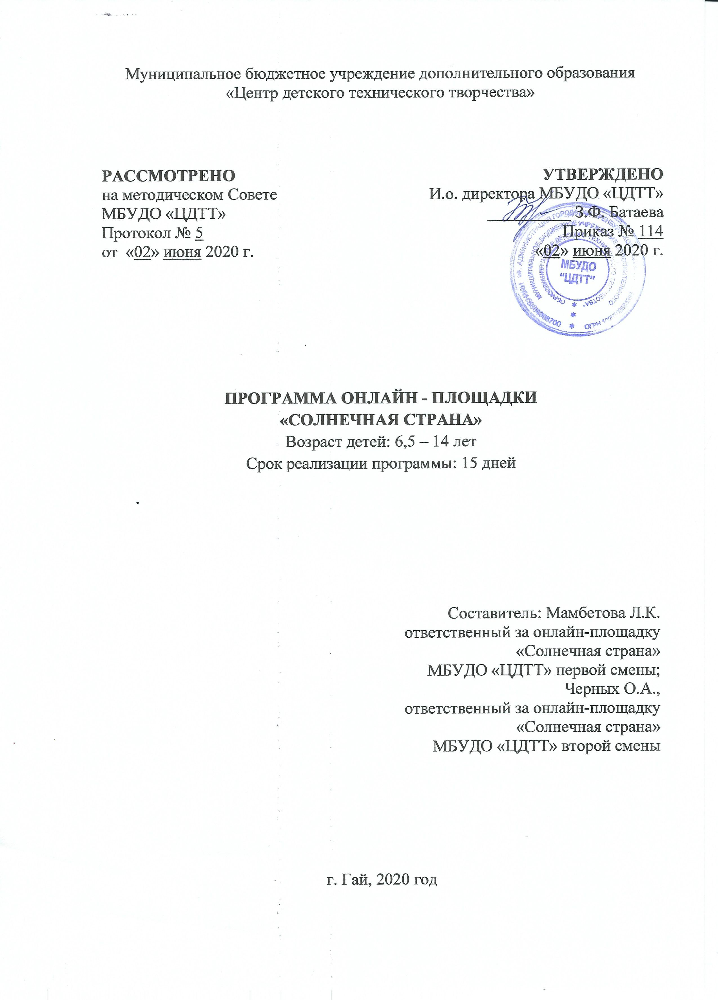 Муниципальное бюджетное учреждение дополнительного образования
«Центр детского технического творчества»
РАССМОТРЕНО
на методическом Совете
МБУДО «ЦДТТ»
Протокол № 5
от «02» июня 2020 г.
УТВЕРЖДЕНО
И.о. директора МБУДО «ЦДТТ»
З.Ф. Батаева
Приказ № 114
«02» июня 2020 г.
МБУДО
“ЦДТТ”
ПРОГРАММА ОНЛАЙН - ПЛОЩАДКИ
«СОЛНЕЧНАЯ СТРАНА»
Возраст детей: 6,5 – 14 лет
Срок реализации программы: 15 дней
Составитель: Мамбетова Л.К.
ответственный за онлайн-площадку
«Солнечная страна»
МБУДО «ЦДТТ» первой смены;
Черных О.А.,
ответственный за онлайн-площадку
«Солнечная страна»
МБУДО «ЦДТТ» второй смены
г. Гай, 2020 год